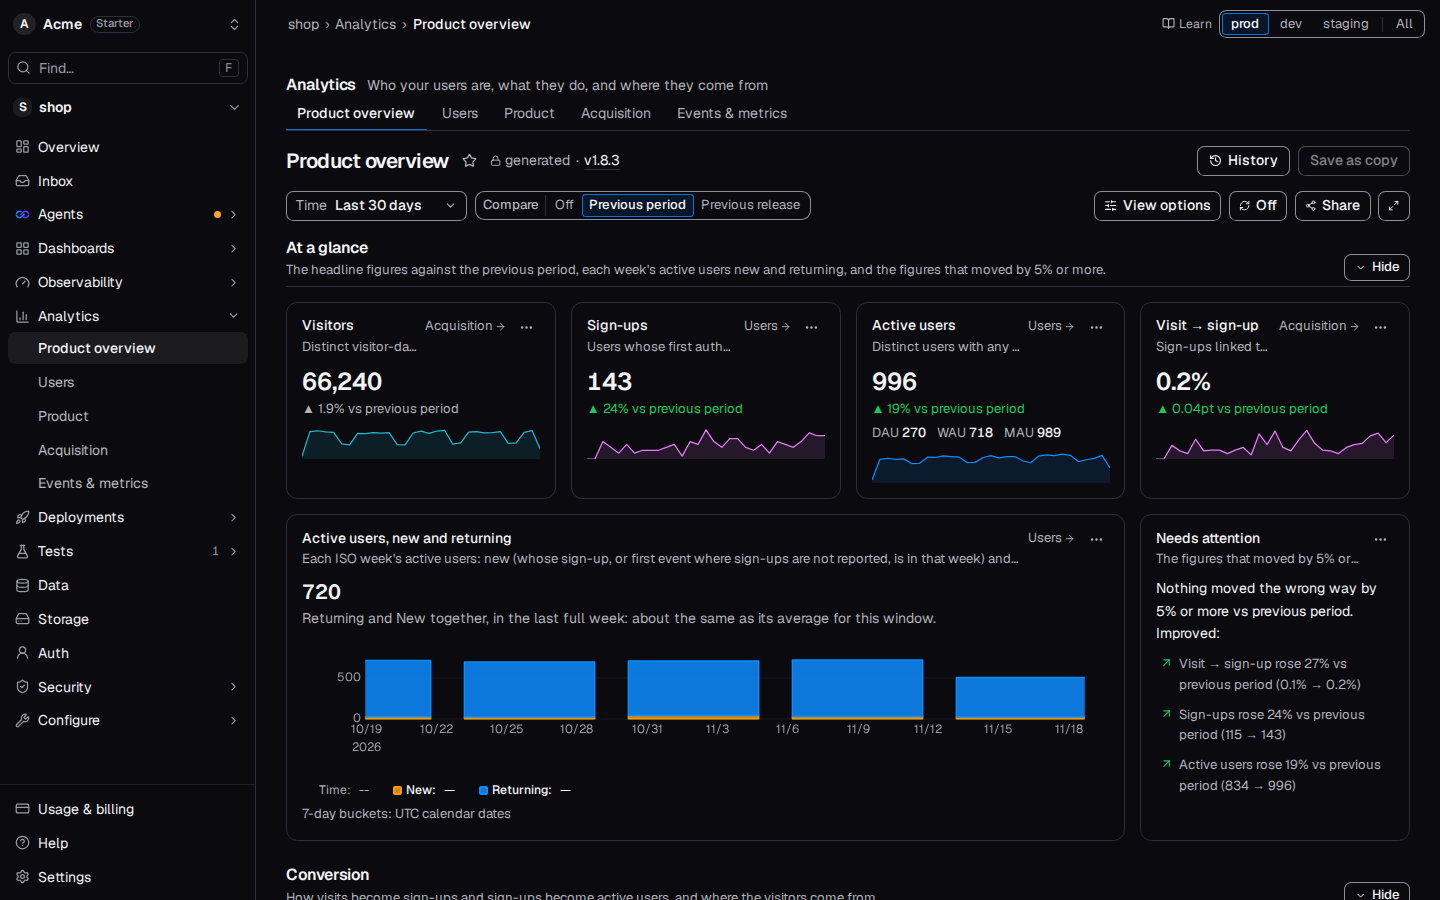 A Acme Starter
Find... F
S shop
Overview
Inbox
Agents
Dashboards
Observability
Analytics
Product overview
Users
Product
Acquisition
Events & metrics
Deployments
Tests 1
Data
Storage
Auth
Security
Configure
Usage & billing
Help
Settings
shop › Analytics › Product overview
Learn prod dev staging All
Analytics Who your users are, what they do, and where they come from
Product overview Users Product Acquisition Events & metrics
Product overview generated · v1.8.3
History Save as copy
Time Last 30 days Compare Off Previous period Previous release
View options Off Share
At a glance
The headline figures against the previous period, each week's active users new and returning, and the figures that moved by 5% or more.
Hide
Visitors Acquisition → ...
Distinct visitor-da...
66,240
▲ 1.9% vs previous period
Sign-ups Users → ...
Users whose first auth...
143
▲ 24% vs previous period
Active users Users → ...
Distinct users with any ...
996
▲ 19% vs previous period
DAU 270 WAU 718 MAU 989
Visit → sign-up Acquisition → ...
Sign-ups linked t...
0.2%
▲ 0.04pt vs previous period
Active users, new and returning Users → ...
Each ISO week's active users: new (whose sign-up, or first event where sign-ups are not reported, is in that week) and...
720
Returning and New together, in the last full week: about the same as its average for this window.
500
0
10/19 10/22 10/25 10/28 10/31 11/3 11/6 11/9 11/12 11/15 11/18
2026
Time: -- New: — Returning: —
7-day buckets: UTC calendar dates
Needs attention ...
The figures that moved by 5% or...
Nothing moved the wrong way by
5% or more vs previous period.
Improved:
Visit → sign-up rose 27% vs
previous period (0.1% → 0.2%)
Sign-ups rose 24% vs previous
period (115 → 143)
Active users rose 19% vs previous
period (834 → 996)
Conversion
How visits become sign-ups and sign-ups become active users, and where the visitors come from.
Hide